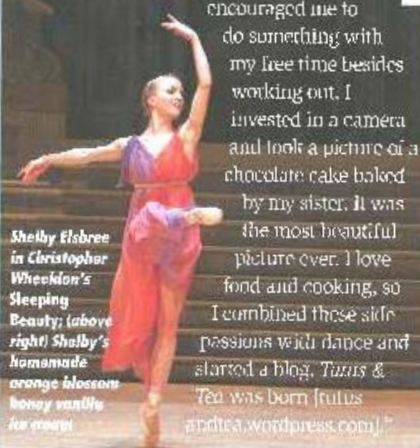 encouraged me to
do something with
my free time besides
working out. I
invested in a camera
and took a picture of a
chocolate cake baked
by my sister. It was
the most beautiful
picture ever. I love
food and cooking, so
I combined these side
passions with dance and
started a blog. Tutus &
Tea was born [tutus
andtea.wordpress.com]."
Shelby Elsbree
in Christopher
Wheeldon's
Sleeping
Beauty; (above
right) Shelby's
homemade
orange blossom
honey vanilla
ice cream